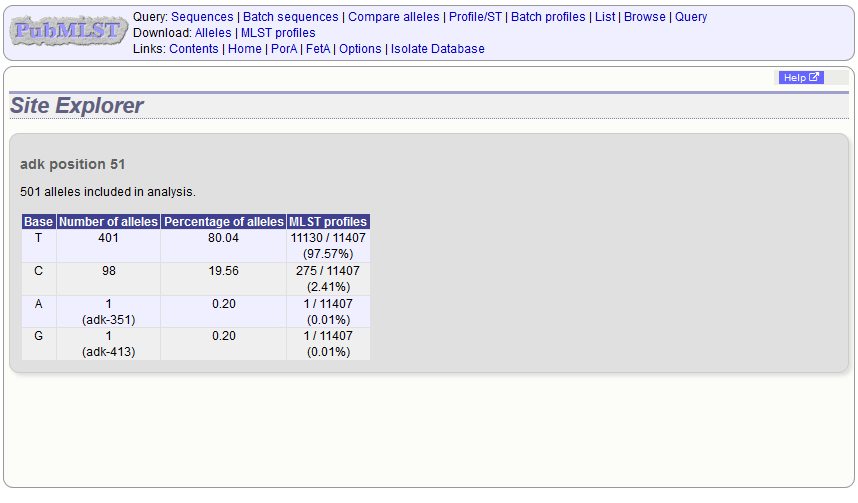 PubMLST
Query: Sequences | Batch sequences | Compare alleles | Profile/ST | Batch profiles | List | Browse | Query
Download: Alleles | MLST profiles
Links: Contents | Home | PorA | FetA | Options | Isolate Database
Help
Site Explorer
adk position 51
501 alleles included in analysis.
Base Number of alleles Percentage of alleles MLST profiles
T 401 80.04 11130 / 11407
(97.57%)
C 98 19.56 275 / 11407
(2.41%)
A 1 0.20 1 / 11407
(adk-351) (0.01%)
G 1 0.20 1 / 11407
(adk-413) (0.01%)